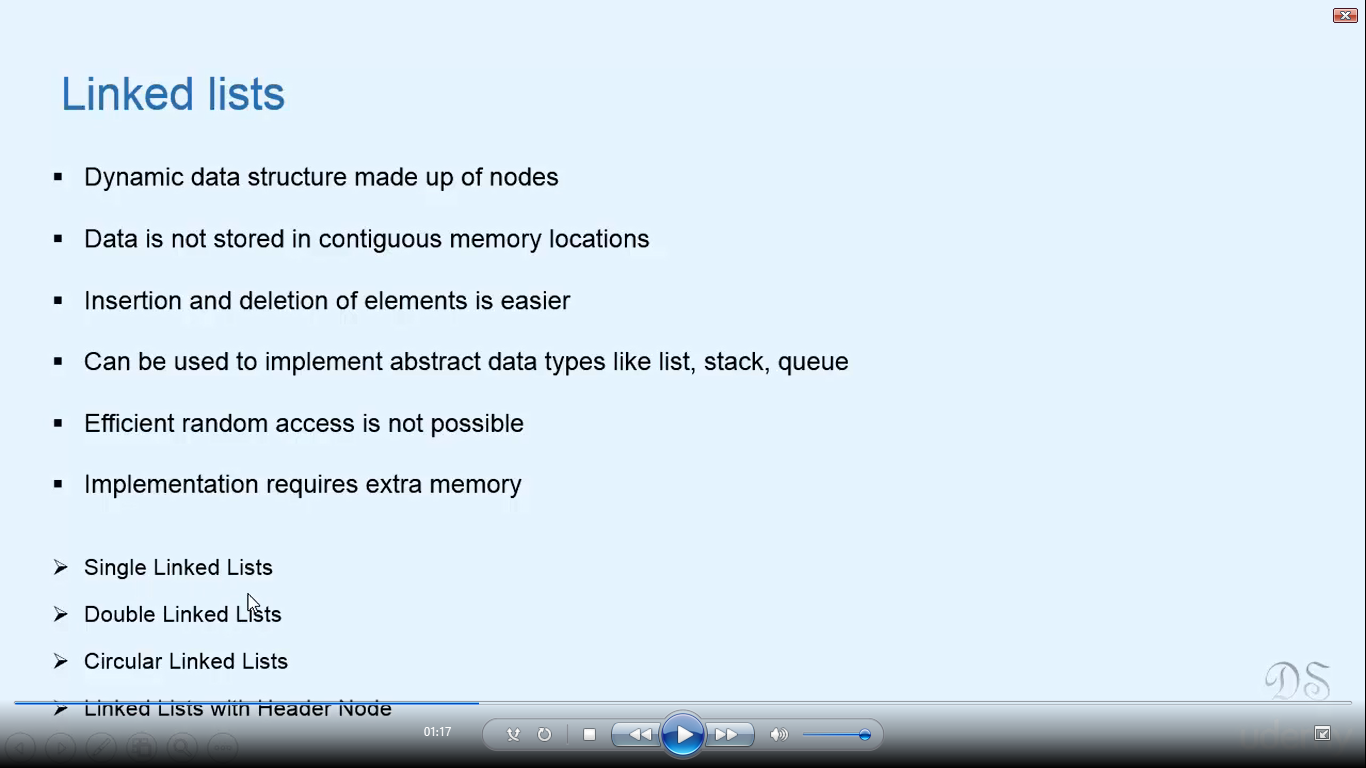 Linked lists
Dynamic data structure made up of nodes
Data is not stored in contiguous memory locations
Insertion and deletion of elements is easier
Can be used to implement abstract data types like list, stack, queue
Efficient random access is not possible
Implementation requires extra memory
Single Linked Lists
Double Linked Lists
Circular Linked Lists
DS
Linked Lists with Header Node
01:17